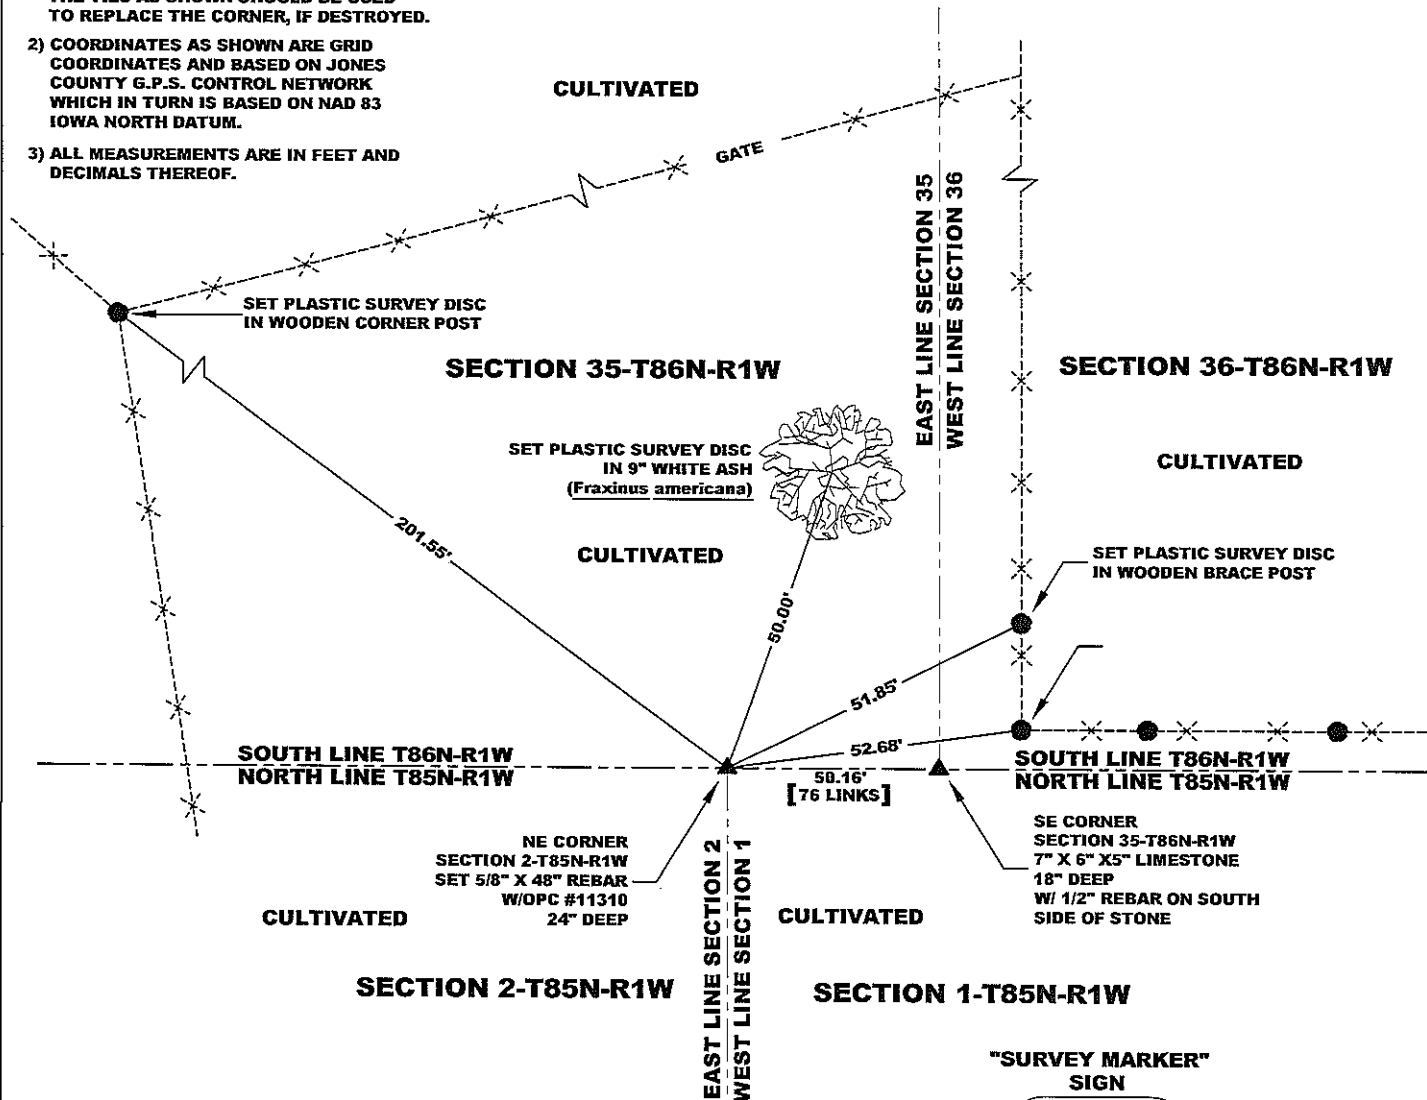 THE TIES AS SHOWN SHOULD BE USED
TO REPLACE THE CORNER, IF DESTROYED.
2) COORDINATES AS SHOWN ARE GRID
COORDINATES AND BASED ON JONES
COUNTY G.P.S. CONTROL NETWORK
WHICH IN TURN IS BASED ON NAD 83
IOWA NORTH DATUM.
3) ALL MEASUREMENTS ARE IN FEET AND
DECIMALS THEREOF.
CULTIVATED
GATE
EAST LINE SECTION 35
WEST LINE SECTION 36
SET PLASTIC SURVEY DISC
IN WOODEN CORNER POST
SECTION 35-T86N-R1W
SECTION 36-T86N-R1W
SET PLASTIC SURVEY DISC
IN 9" WHITE ASH
(Fraxinus americana)
CULTIVATED
201.55'
CULTIVATED
SET PLASTIC SURVEY DISC
IN WOODEN BRACE POST
50.00'
51.85'
52.68'
SOUTH LINE T86N-R1W
NORTH LINE T85N-R1W
50.16'
[76 LINKS]
SOUTH LINE T86N-R1W
NORTH LINE T85N-R1W
NE CORNER
SECTION 2-T85N-R1W
SET 5/8" X 48" REBAR
W/OPC #11310
24" DEEP
SE CORNER
SECTION 35-T86N-R1W
7" X 6" X5" LIMESTONE
18" DEEP
W/ 1/2" REBAR ON SOUTH
SIDE OF STONE
CULTIVATED
EAST LINE SECTION 2
WEST LINE SECTION 1
CULTIVATED
SECTION 2-T85N-R1W
SECTION 1-T85N-R1W
"SURVEY MARKER"
SIGN